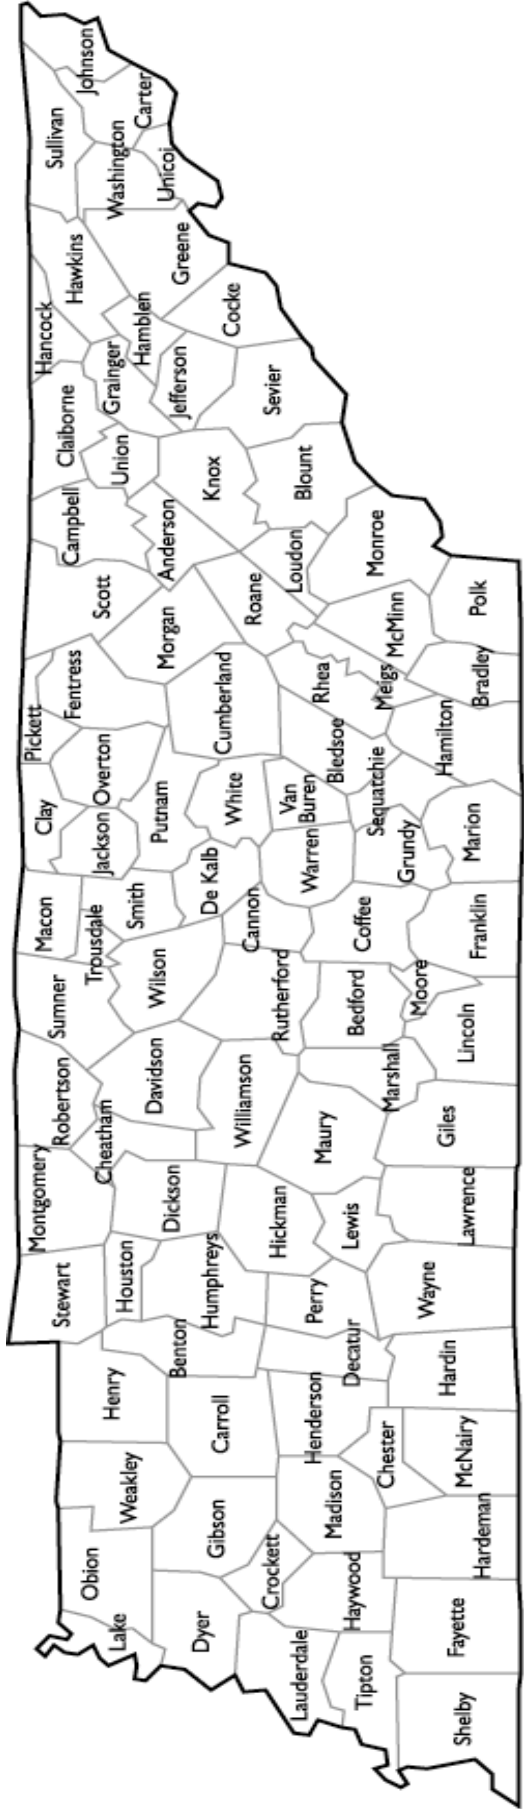 Lake
Obion
Weakley
Henry
Stewart
Montgomery
Robertson
Sumner
Macon
Clay
Pickett
Fentress
Scott
Campbell
Claiborne
Hancock
Hawkins
Sullivan
Johnson
Carter
Washington
Unicoi
Greene
Hamblen
Grainger
Union
Anderson
Morgan
Overton
Jackson
Putnam
Trousdale
Smith
Wilson
Davidson
Cheatham
Dickson
Houston
Humphreys
Benton
Carroll
Gibson
Dyer
Crockett
Lauderdale
Haywood
Madison
Henderson
Decatur
Perry
Hickman
Lewis
Maury
Williamson
Rutherford
Cannon
De Kalb
White
Van
Buren
Warren
Cumberland
Bledsoe
Rhea
Roane
Loudon
Knox
Blount
Sevier
Jefferson
Cocke
Monroe
McMinn
Meigs
Polk
Bradley
Hamilton
Sequatchie
Grundy
Marion
Coffee
Franklin
Moore
Bedford
Lincoln
Marshall
Giles
Lawrence
Wayne
Hardin
Chester
McNairy
Hardeman
Fayette
Tipton
Shelby